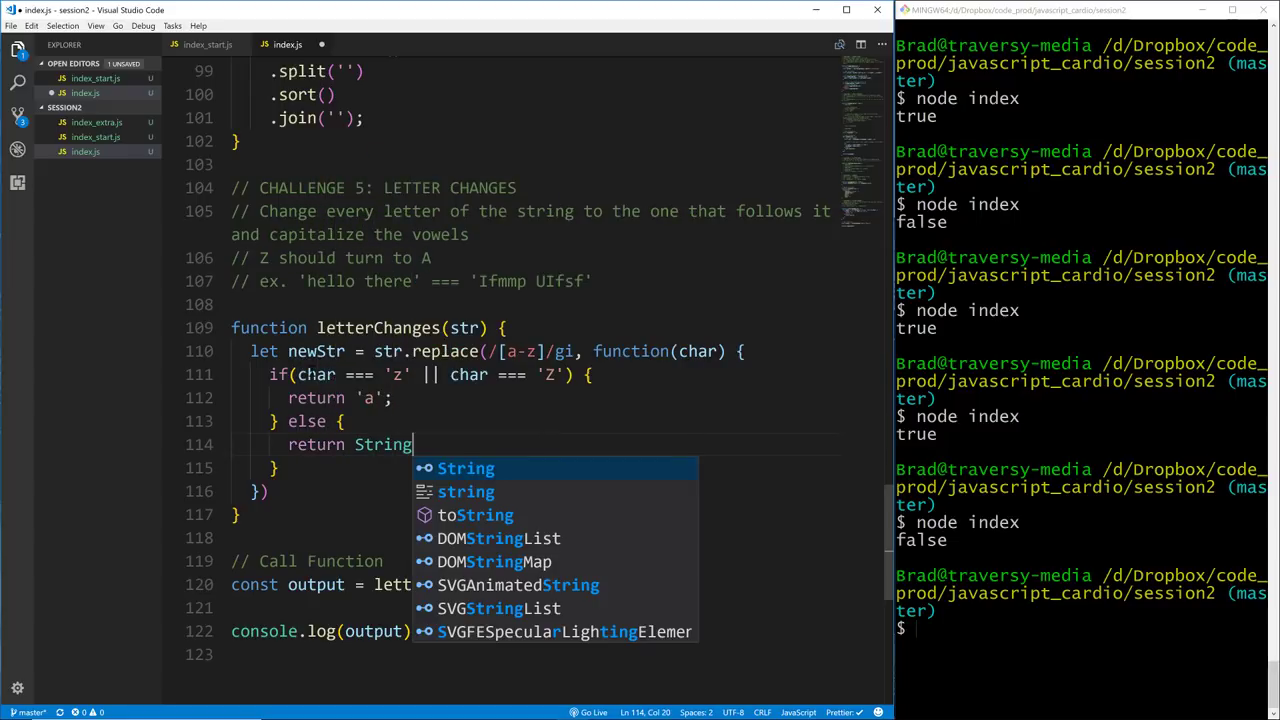 index.js - session2 - Visual Studio Code
File Edit Selection View Go Debug Tasks Help
EXPLORER
OPEN EDITORS 1 UNSAVED
index_start.js U
index.js U
SESSION2
index_extra.js U
index_start.js U
index.js U
1
3
index_start.js index.js
99 .split('')
100 .sort()
101 .join('');
102 }
103
104 // CHALLENGE 5: LETTER CHANGES
105 // Change every letter of the string to the one that follows it
and capitalize the vowels
106 // Z should turn to A
107 // ex. 'hello there' === 'Ifmmp UIfsf'
108
109 function letterChanges(str) {
110 let newStr = str.replace(/[a-z]/gi, function(char) {
111 if(char === 'z' || char === 'Z') {
112 return 'a';
113 } else {
114 return String
115 }
116 })
117 }
118
119 // Call Function
120 const output = lett
121
122 console.log(output)
123
String
string
toString
DOMStringList
DOMStringMap
SVGAnimatedString
SVGStringList
SVGFESpecularLightingElemer
master* 0 0
Go Live Ln 114, Col 20 Spaces: 2 UTF-8 CRLF JavaScript Prettier: ✓
MINGW64:/d/Dropbox/code_prod/javascript_cardio/session2
Brad@traversy-media /d/Dropbox/code_
prod/javascript_cardio/session2 (mas
ter)
$ node index
true
Brad@traversy-media /d/Dropbox/code_
prod/javascript_cardio/session2 (mas
ter)
$ node index
false
Brad@traversy-media /d/Dropbox/code_
prod/javascript_cardio/session2 (mas
ter)
$ node index
true
Brad@traversy-media /d/Dropbox/code_
prod/javascript_cardio/session2 (mas
ter)
$ node index
true
Brad@traversy-media /d/Dropbox/code_
prod/javascript_cardio/session2 (mas
ter)
$ node index
false
Brad@traversy-media /d/Dropbox/code_
prod/javascript_cardio/session2 (mas
ter)
$